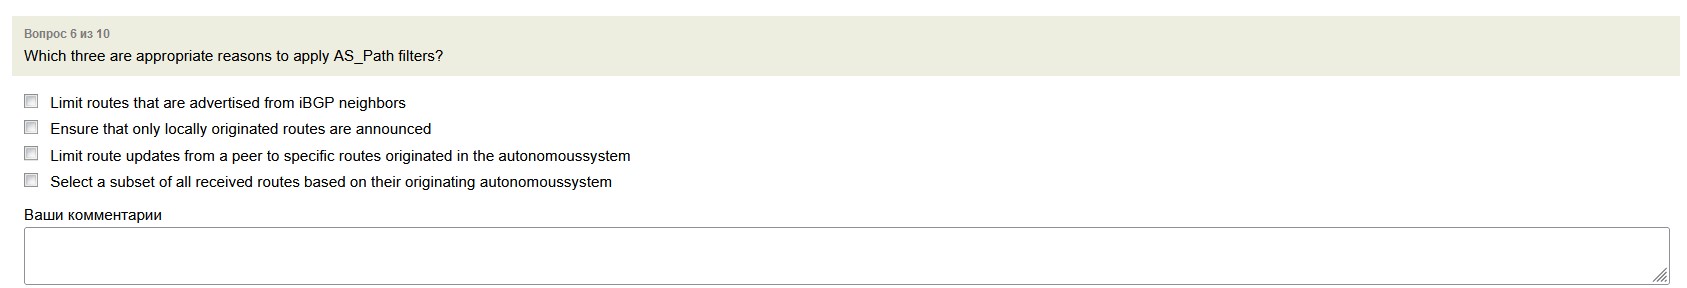 Вопрос 6 из 10
Which three are appropriate reasons to apply AS_Path filters?
Limit routes that are advertised from iBGP neighbors
Ensure that only locally originated routes are announced
Limit route updates from a peer to specific routes originated in the autonomoussystem
Select a subset of all received routes based on their originating autonomoussystem
Ваши комментарии